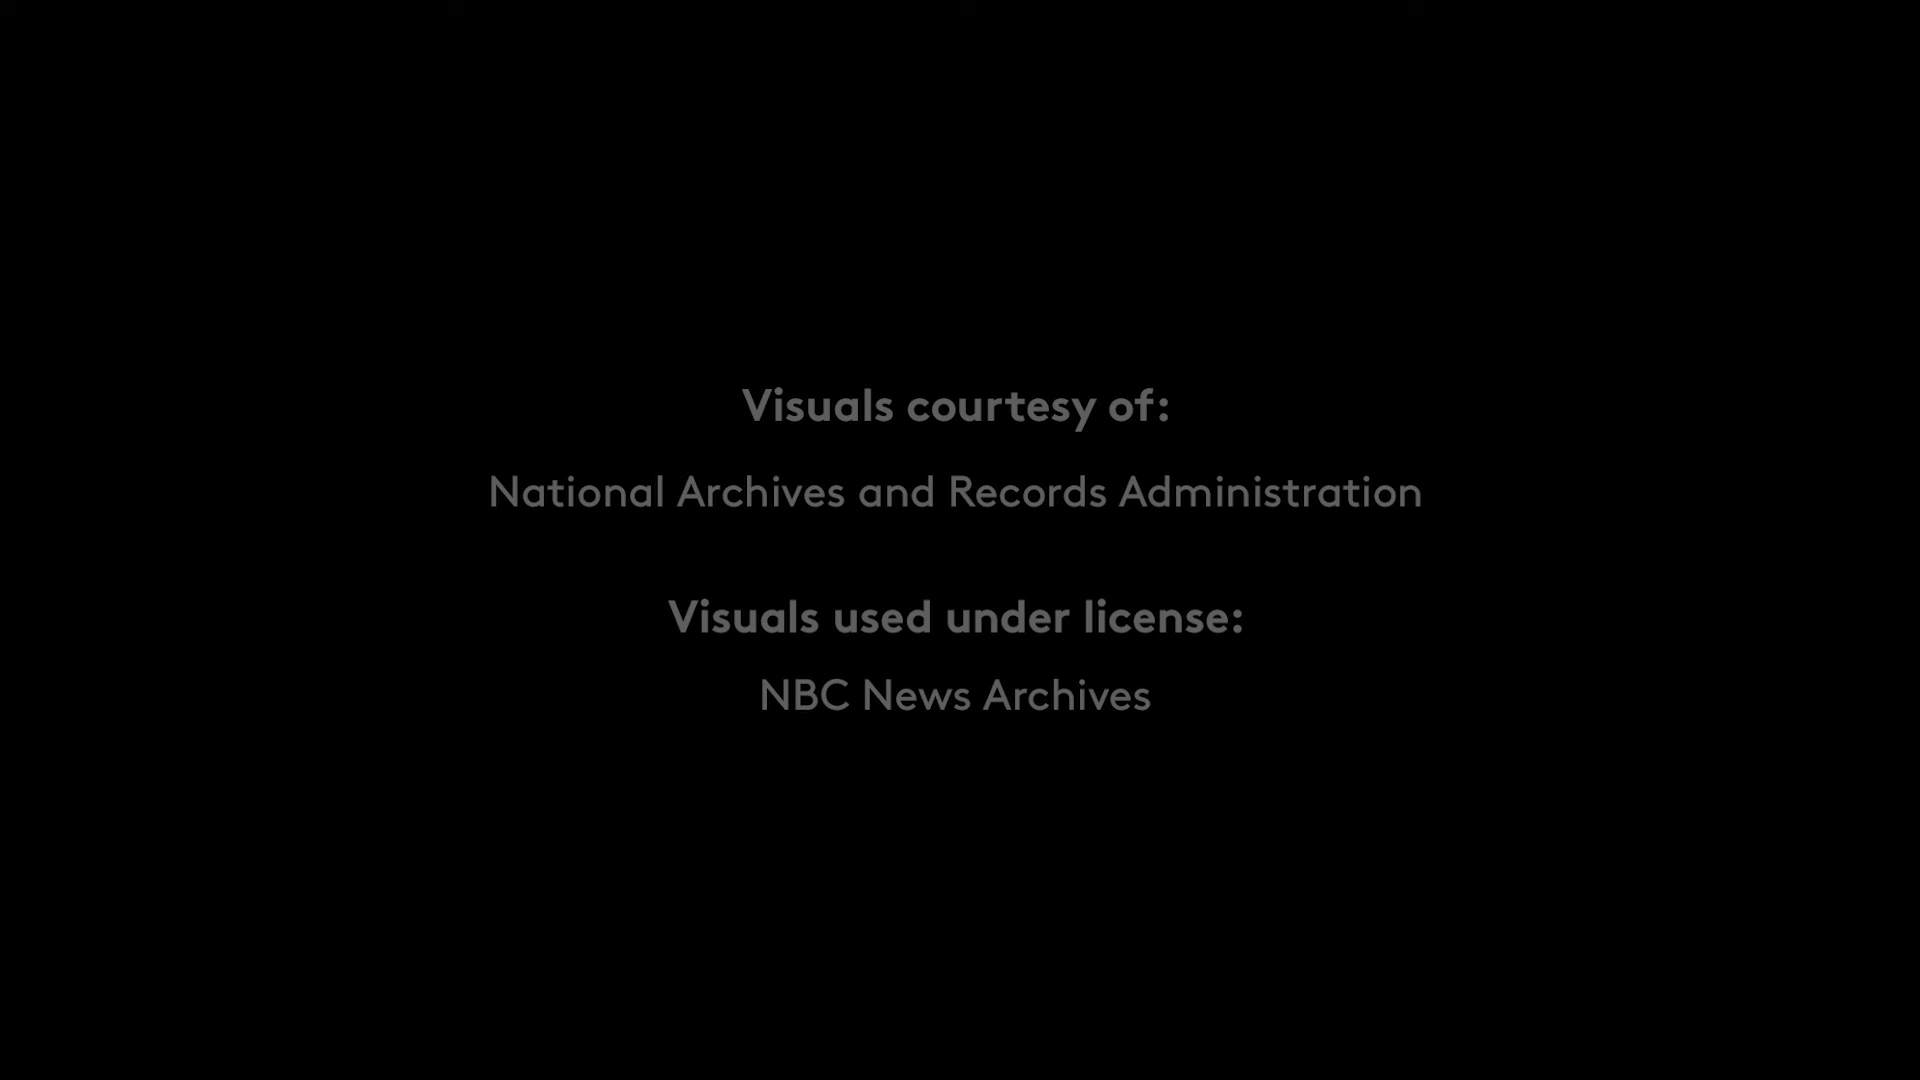 Visuals courtesy of:
National Archives and Records Administration
Visuals used under license:
NBC News Archives